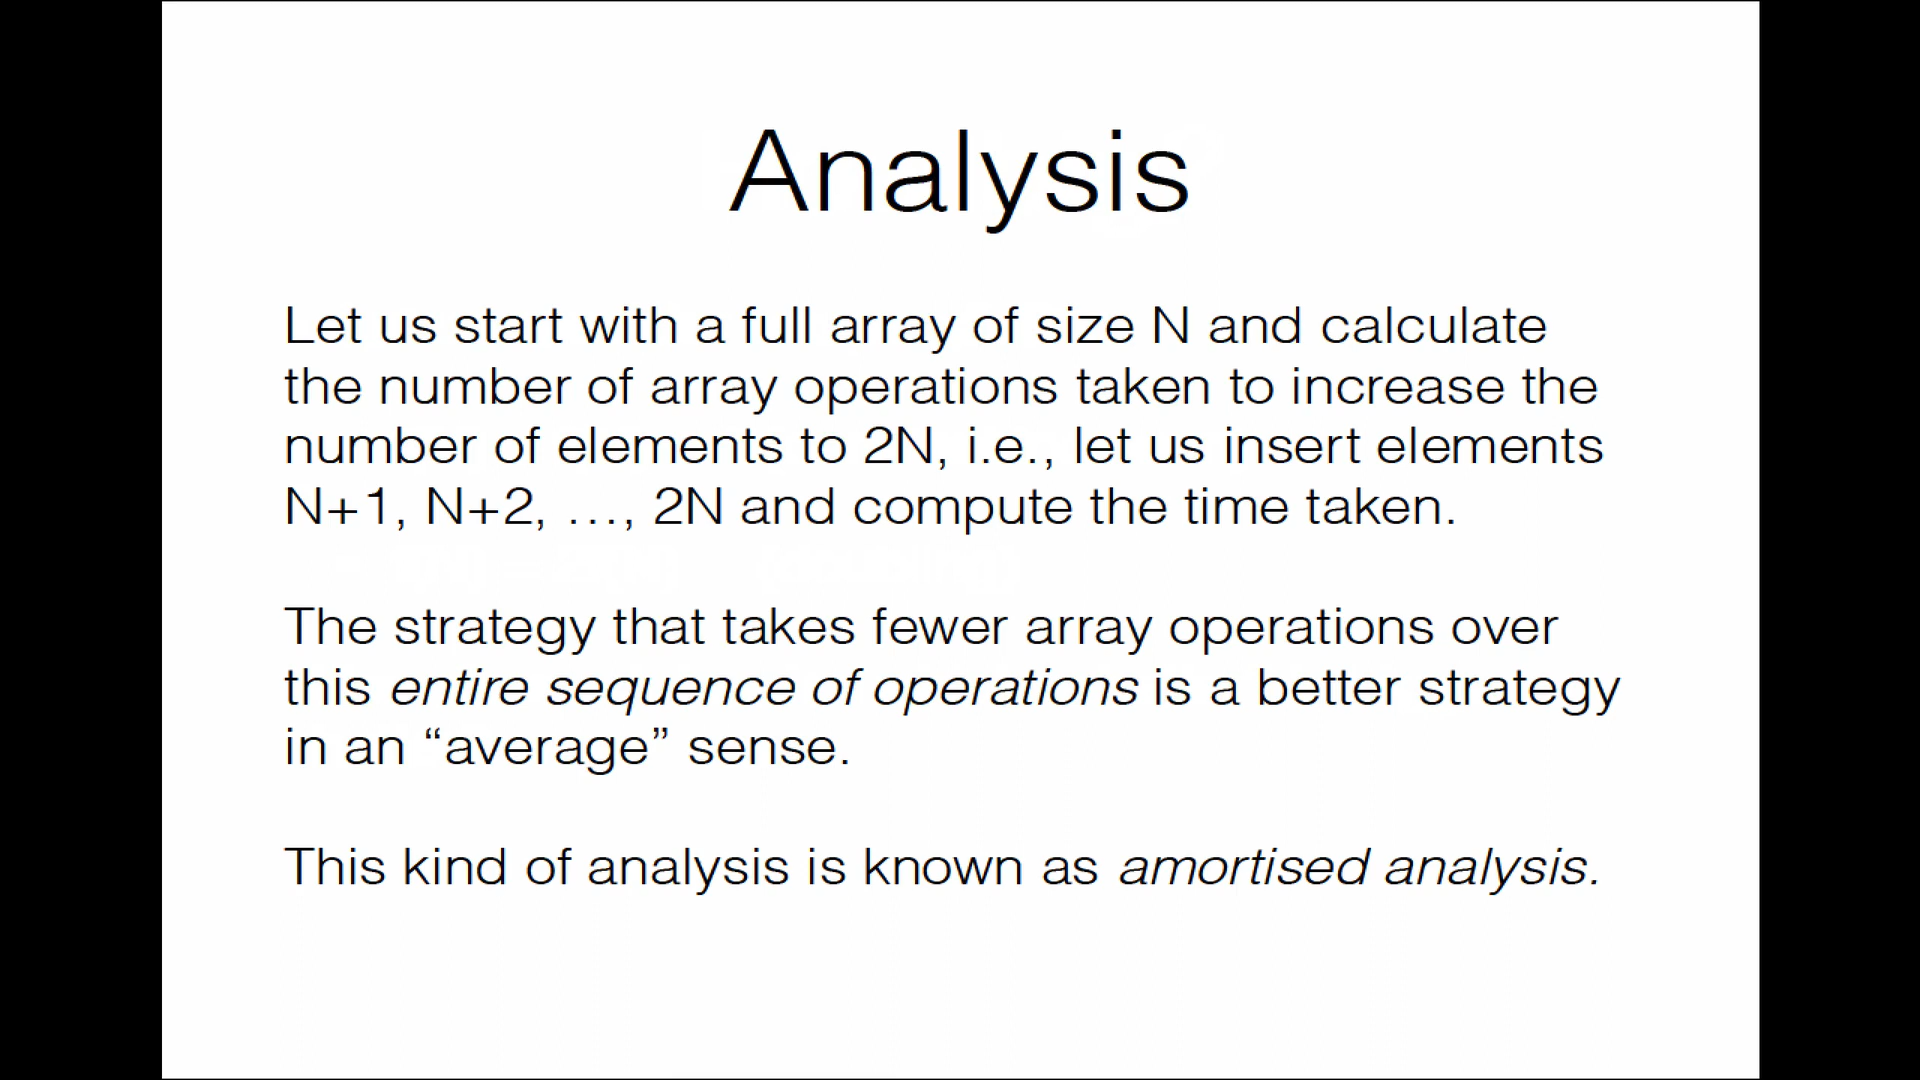 Analysis
Let us start with a full array of size N and calculate
the number of array operations taken to increase the
number of elements to 2N, i.e., let us insert elements
N+1, N+2, …, 2N and compute the time taken.
The strategy that takes fewer array operations over
this entire sequence of operations is a better strategy
in an “average” sense.
This kind of analysis is known as amortised analysis.